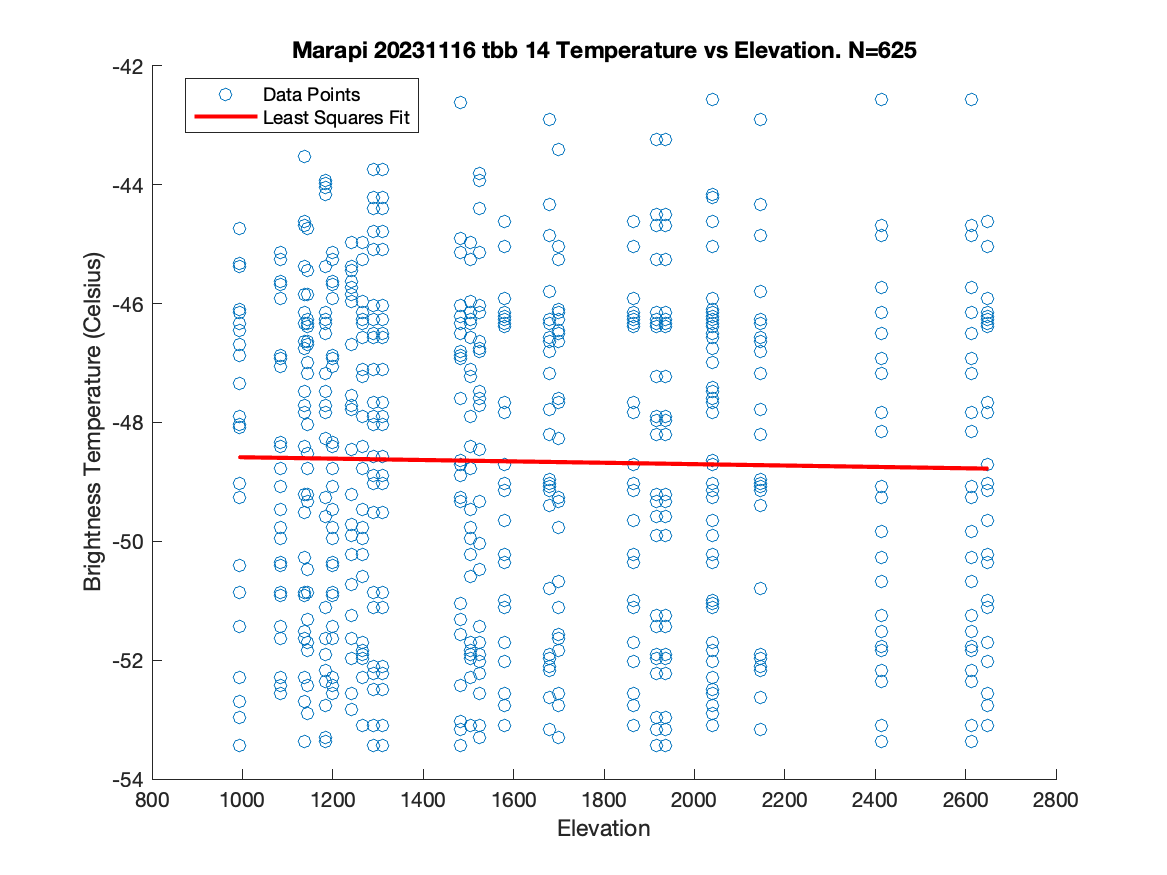 Marapi 20231116 tbb 14 Temperature vs Elevation. N=625
Data Points
Least Squares Fit
Brightness Temperature (Celsius)
-42
-44
-46
-48
-50
-52
-54
800 1000 1200 1400 1600 1800 2000 2200 2400 2600 2800
Elevation